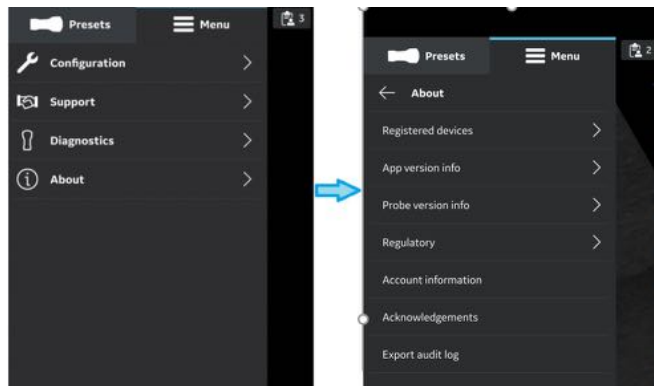 Presets Menu 3
Configuration
Support
Diagnostics
About
Presets Menu 2
About
Registered devices
App version info
Probe version info
Regulatory
Account information
Acknowledgements
Export audit log